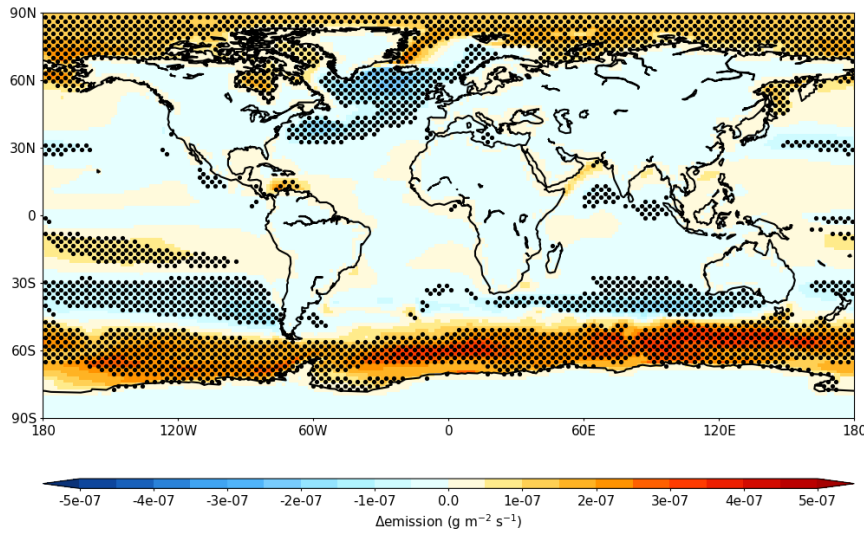 90N
60N
30N
0
30S
60S
90S
180 120W 60W 0 60E 120E 180
-5e-07 -4e-07 -3e-07 -2e-07 -1e-07 0.0 1e-07 2e-07 3e-07 4e-07 5e-07
Δemission (g m⁻² s⁻¹)